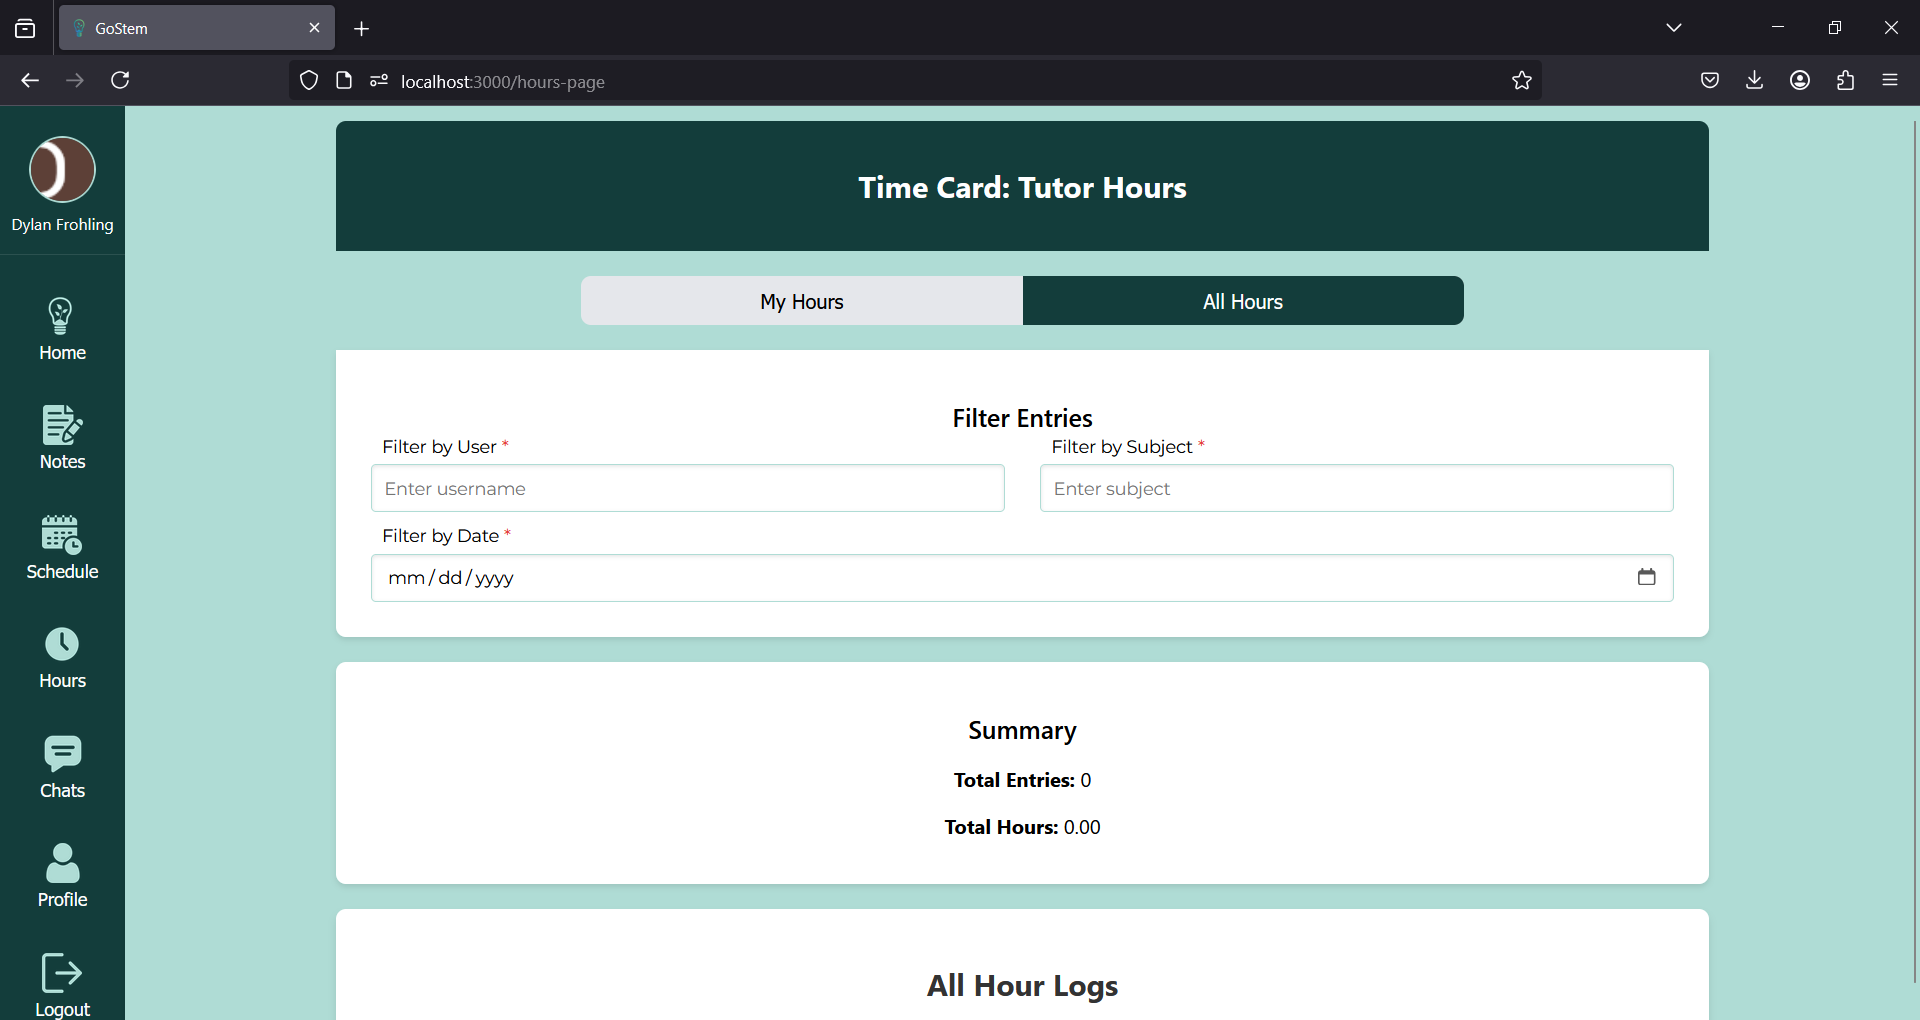 GoStem
localhost:3000/hours-page
Dylan Frohling
Home
Notes
Schedule
Hours
Chats
Profile
Logout
Time Card: Tutor Hours
My Hours
All Hours
Filter Entries
Filter by User *
Filter by Subject *
Enter username
Enter subject
Filter by Date *
mm/dd/yyyy
Summary
Total Entries: 0
Total Hours: 0.00
All Hour Logs